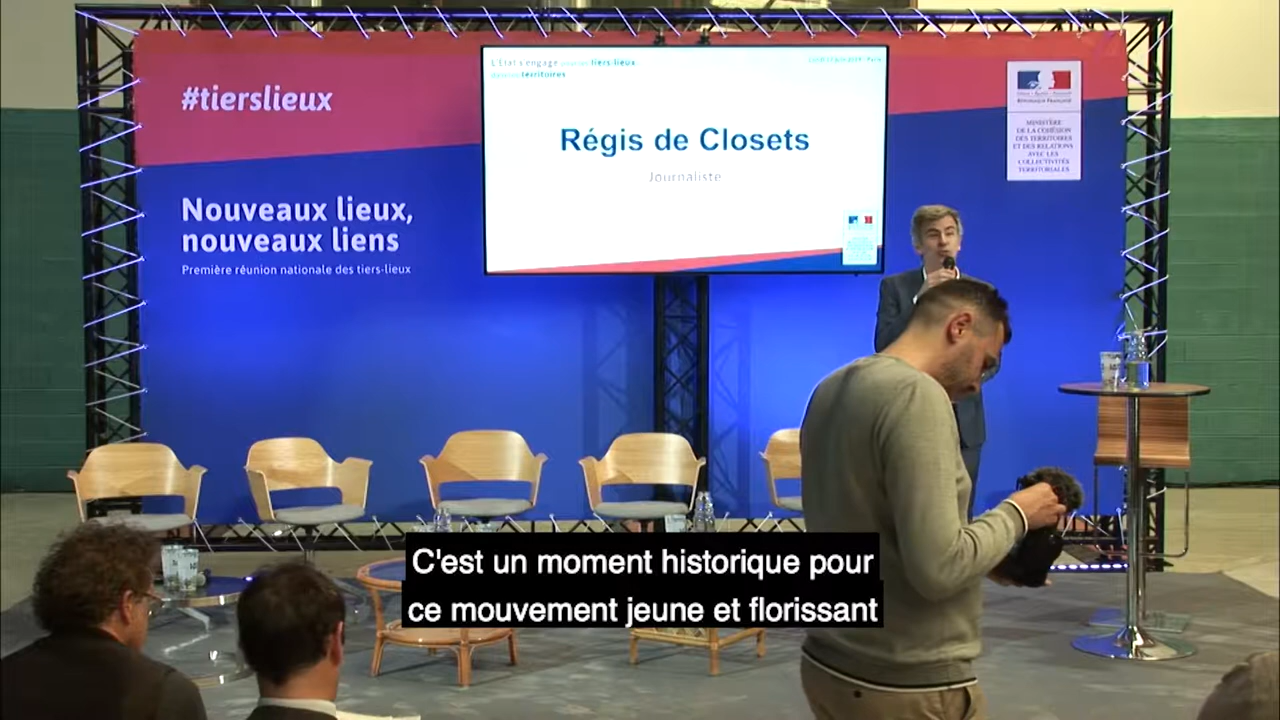 #tierslieux
Nouveaux lieux,
nouveaux liens
Première réunion nationale des tiers-lieux
L'État s'engage pour les tiers-lieux
dans les territoires
Régis de Closets
Journaliste
RÉPUBLIQUE FRANÇAISE
MINISTÈRE
DE LA COHÉSION
DES TERRITOIRES
ET DES RELATIONS
AVEC LES
COLLECTIVITÉS
TERRITORIALES
C'est un moment historique pour
ce mouvement jeune et florissant